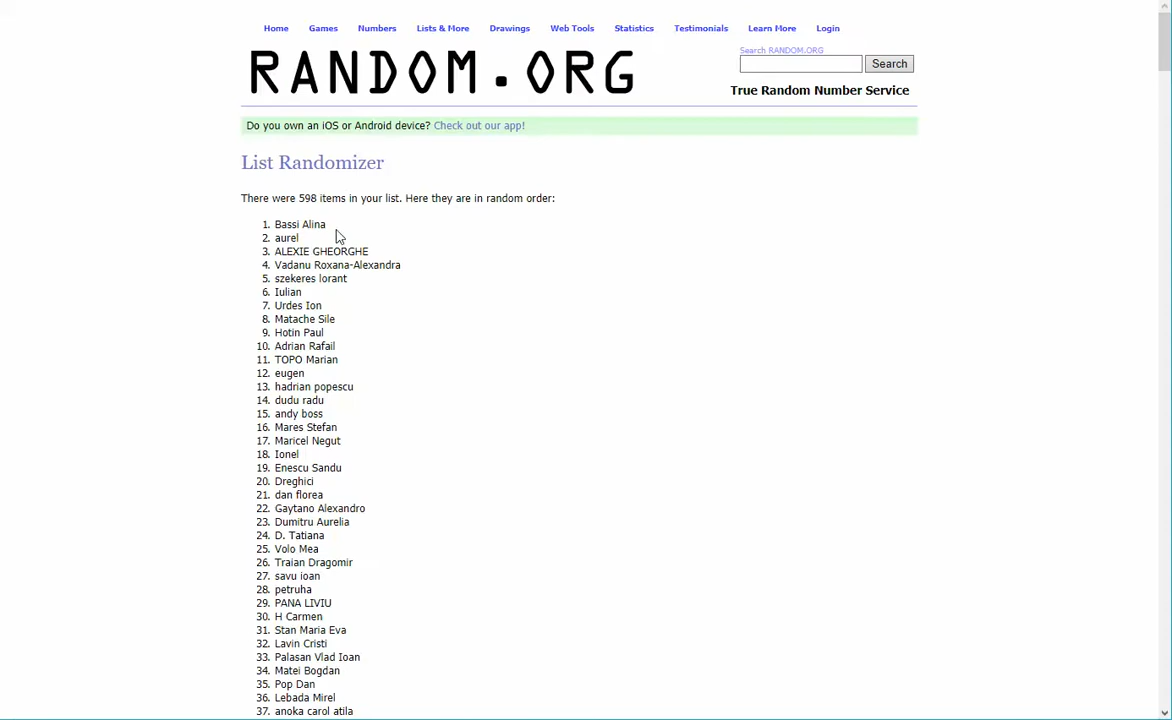 Home Games Numbers Lists & More Drawings Web Tools Statistics Testimonials Learn More Login
RANDOM.ORG
Search RANDOM.ORG
Search
True Random Number Service
Do you own an iOS or Android device? Check out our app!
List Randomizer
There were 598 items in your list. Here they are in random order:
1. Bassi Alina
2. aurel
3. ALEXIE GHEORGHE
4. Vadanu Roxana-Alexandra
5. szekeres lorant
6. Iulian
7. Urdes Ion
8. Matache Sile
9. Hotin Paul
10. Adrian Rafail
11. TOPO Marian
12. eugen
13. hadrian popescu
14. dudu radu
15. andy boss
16. Mares Stefan
17. Maricel Negut
18. Ionel
19. Enescu Sandu
20. Dreghici
21. dan florea
22. Gaytano Alexandro
23. Dumitru Aurelia
24. D. Tatiana
25. Volo Mea
26. Traian Dragomir
27. savu ioan
28. petruha
29. PANA LIVIU
30. H Carmen
31. Stan Maria Eva
32. Lavin Cristi
33. Palasan Vlad Ioan
34. Matei Bogdan
35. Pop Dan
36. Lebada Mirel
37. anoka carol atila